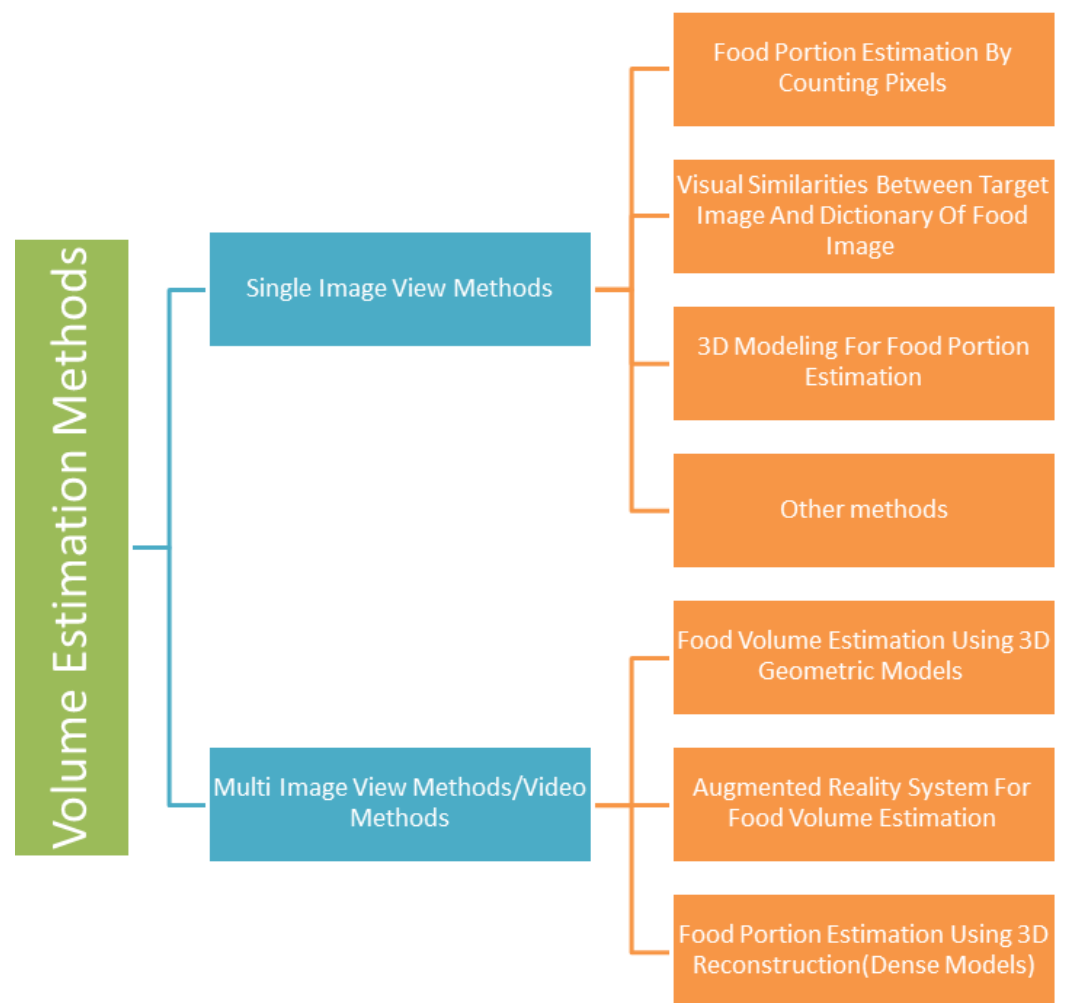 Volume Estimation Methods
Single Image View Methods
Food Portion Estimation By
Counting Pixels
Visual Similarities Between Target
Image And Dictionary Of Food
Image
3D Modeling For Food Portion
Estimation
Other methods
Multi Image View Methods/Video
Methods
Food Volume Estimation Using 3D
Geometric Models
Augmented Reality System For
Food Volume Estimation
Food Portion Estimation Using 3D
Reconstruction(Dense Models)